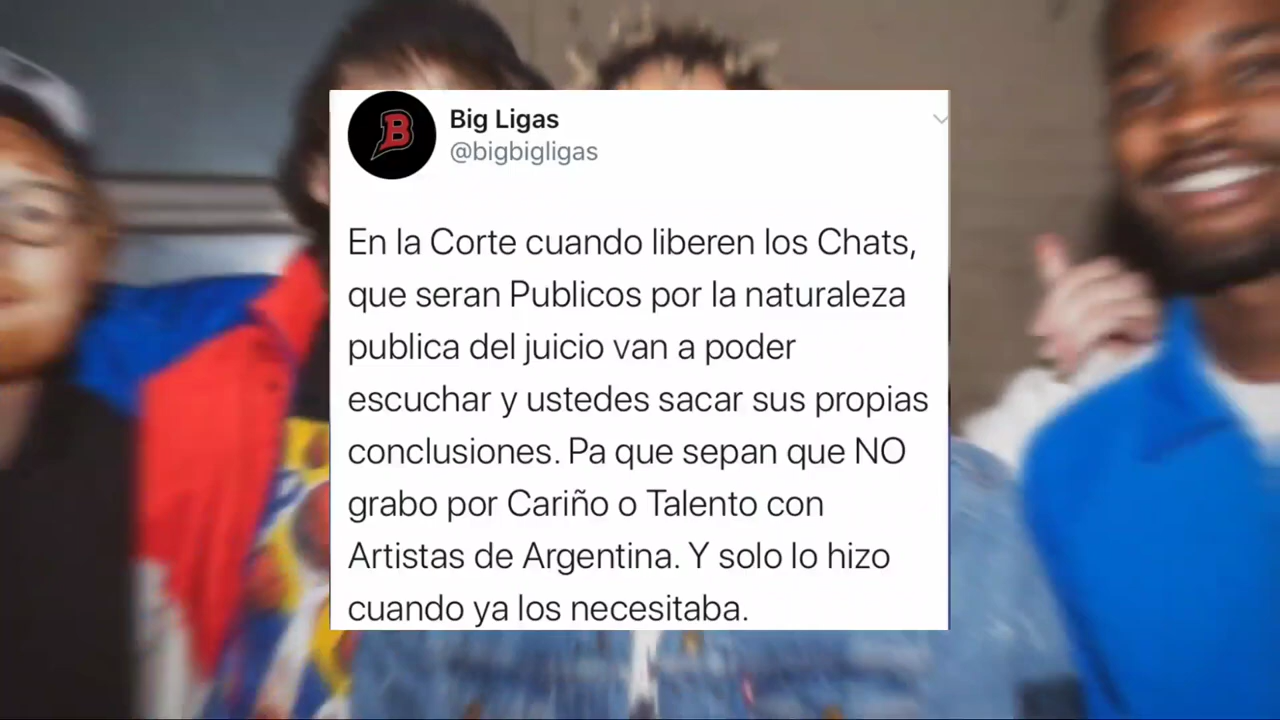 B
Big Ligas
@bigbigligas
En la Corte cuando liberen los Chats,
que seran Publicos por la naturaleza
publica del juicio van a poder
escuchar y ustedes sacar sus propias
conclusiones. Pa que sepan que NO
grabo por Cariño o Talento con
Artistas de Argentina. Y solo lo hizo
cuando ya los necesitaba.